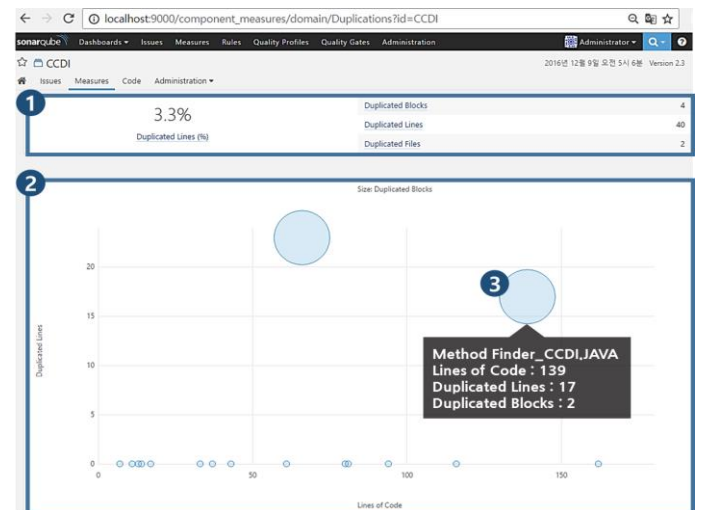 localhost:9000/component_measures/domain/Duplications?id=CCDI
sonarqube Dashboards Issues Measures Rules Quality Profiles Quality Gates Administration Administrator
CCDI 2016년 12월 9일 오전 5시 6분 Version 2.3
Issues Measures Code Administration
1
3.3%
Duplicated Lines (%)
Duplicated Blocks 4
Duplicated Lines 40
Duplicated Files 2
2
Size: Duplicated Blocks
20
15
10
5
0
Duplicated Lines
3
Method Finder_CCDI,JAVA
Lines of Code : 139
Duplicated Lines : 17
Duplicated Blocks : 2
0 50 100 150
Lines of Code